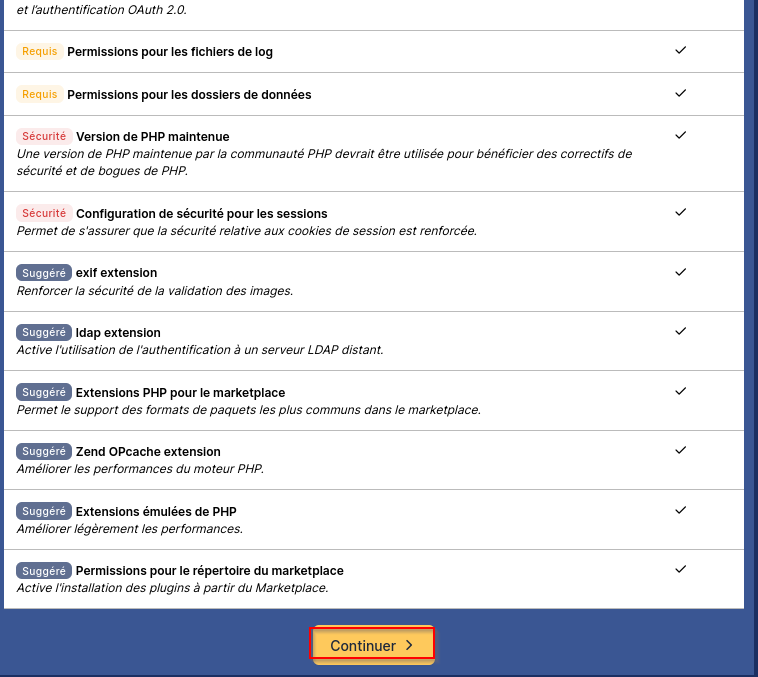 et l'authentification OAuth 2.0.
Requis Permissions pour les fichiers de log
Requis Permissions pour les dossiers de données
Sécurité Version de PHP maintenue
Une version de PHP maintenue par la communauté PHP devrait être utilisée pour bénéficier des correctifs de
sécurité et de bogues de PHP.
Sécurité Configuration de sécurité pour les sessions
Permet de s'assurer que la sécurité relative aux cookies de session est renforcée.
Suggéré exif extension
Renforcer la sécurité de la validation des images.
Suggéré ldap extension
Active l'utilisation de l'authentification à un serveur LDAP distant.
Suggéré Extensions PHP pour le marketplace
Permet le support des formats de paquets les plus communs dans le marketplace.
Suggéré Zend OPcache extension
Améliorer les performances du moteur PHP.
Suggéré Extensions émulées de PHP
Améliorer légèrement les performances.
Suggéré Permissions pour le répertoire du marketplace
Active l'installation des plugins à partir du Marketplace.
Continuer